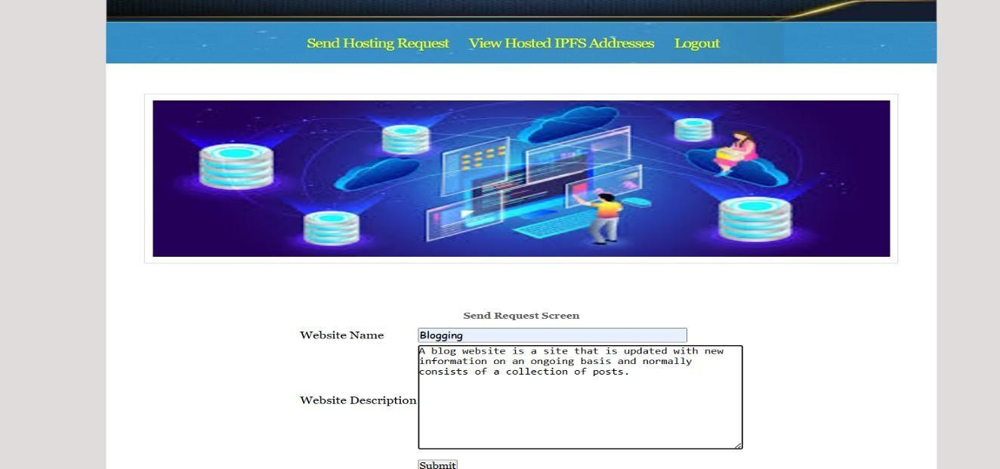 Send Hosting Request View Hosted IPFS Addresses Logout
Send Request Screen
Website Name Blogging
A blog website is a site that is updated with new
information on an ongoing basis and normally
consists of a collection of posts.
Website Description
Submit